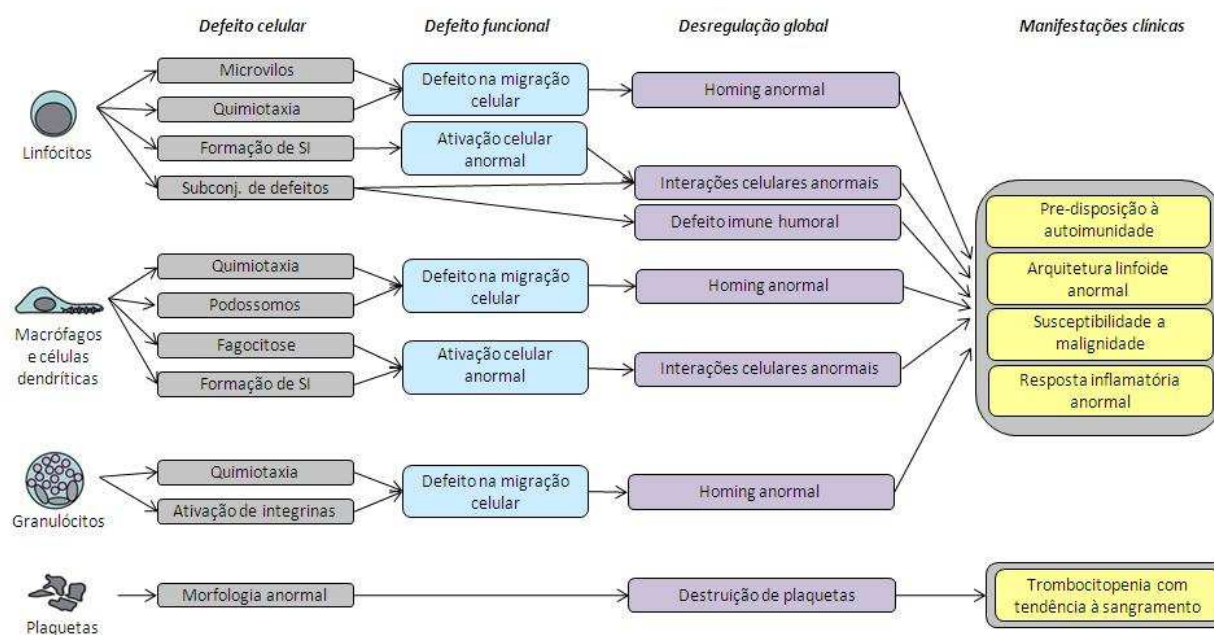 Defeito celular
Defeito funcional
Desregulação global
Manifestações clínicas
Linfócitos
Microvilos
Quimiotaxia
Formação de SI
Subconj. de defeitos
Defeito na migração
celular
Ativação celular
anormal
Homing anormal
Interações celulares anormais
Defeito imune humoral
Macrófagos
e células
dendríticas
Quimiotaxia
Podossomos
Fagocitose
Formação de SI
Defeito na migração
celular
Ativação celular
anormal
Homing anormal
Interações celulares anormais
Granulócitos
Quimiotaxia
Ativação de integrinas
Defeito na migração
celular
Homing anormal
Pre-disposição à
autoimunidade
Arquitetura linfoide
anormal
Susceptibilidade a
malignidade
Resposta inflamatória
anormal
Plaquetas
Morfologia anormal
Destruição de plaquetas
Trombocitopenia com
tendência à sangramento